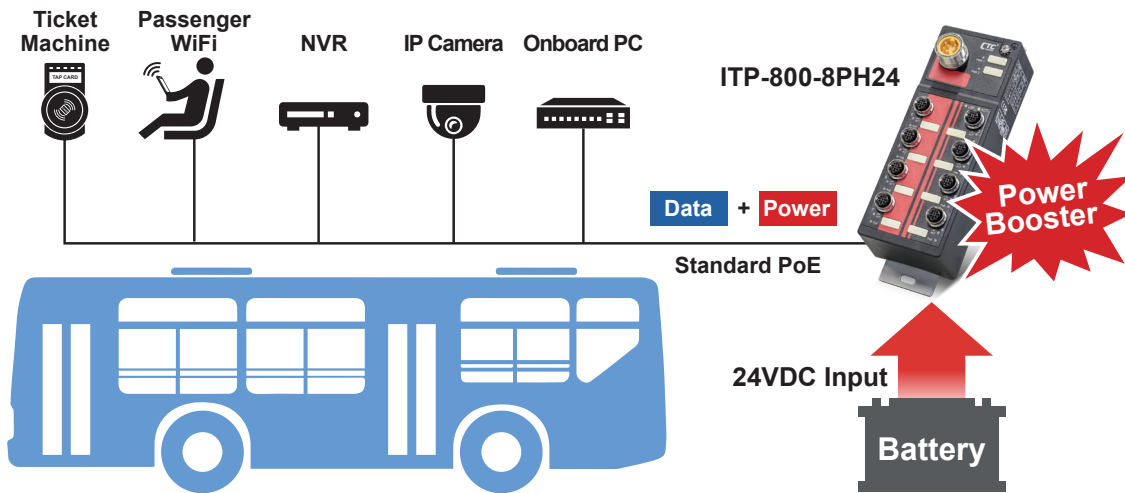 Ticket
Machine
Passenger
WiFi
NVR
IP Camera
Onboard PC
TAP CARD
ITP-800-8PH24
CTC
Power
Booster
Data + Power
Standard PoE
24VDC Input
Battery